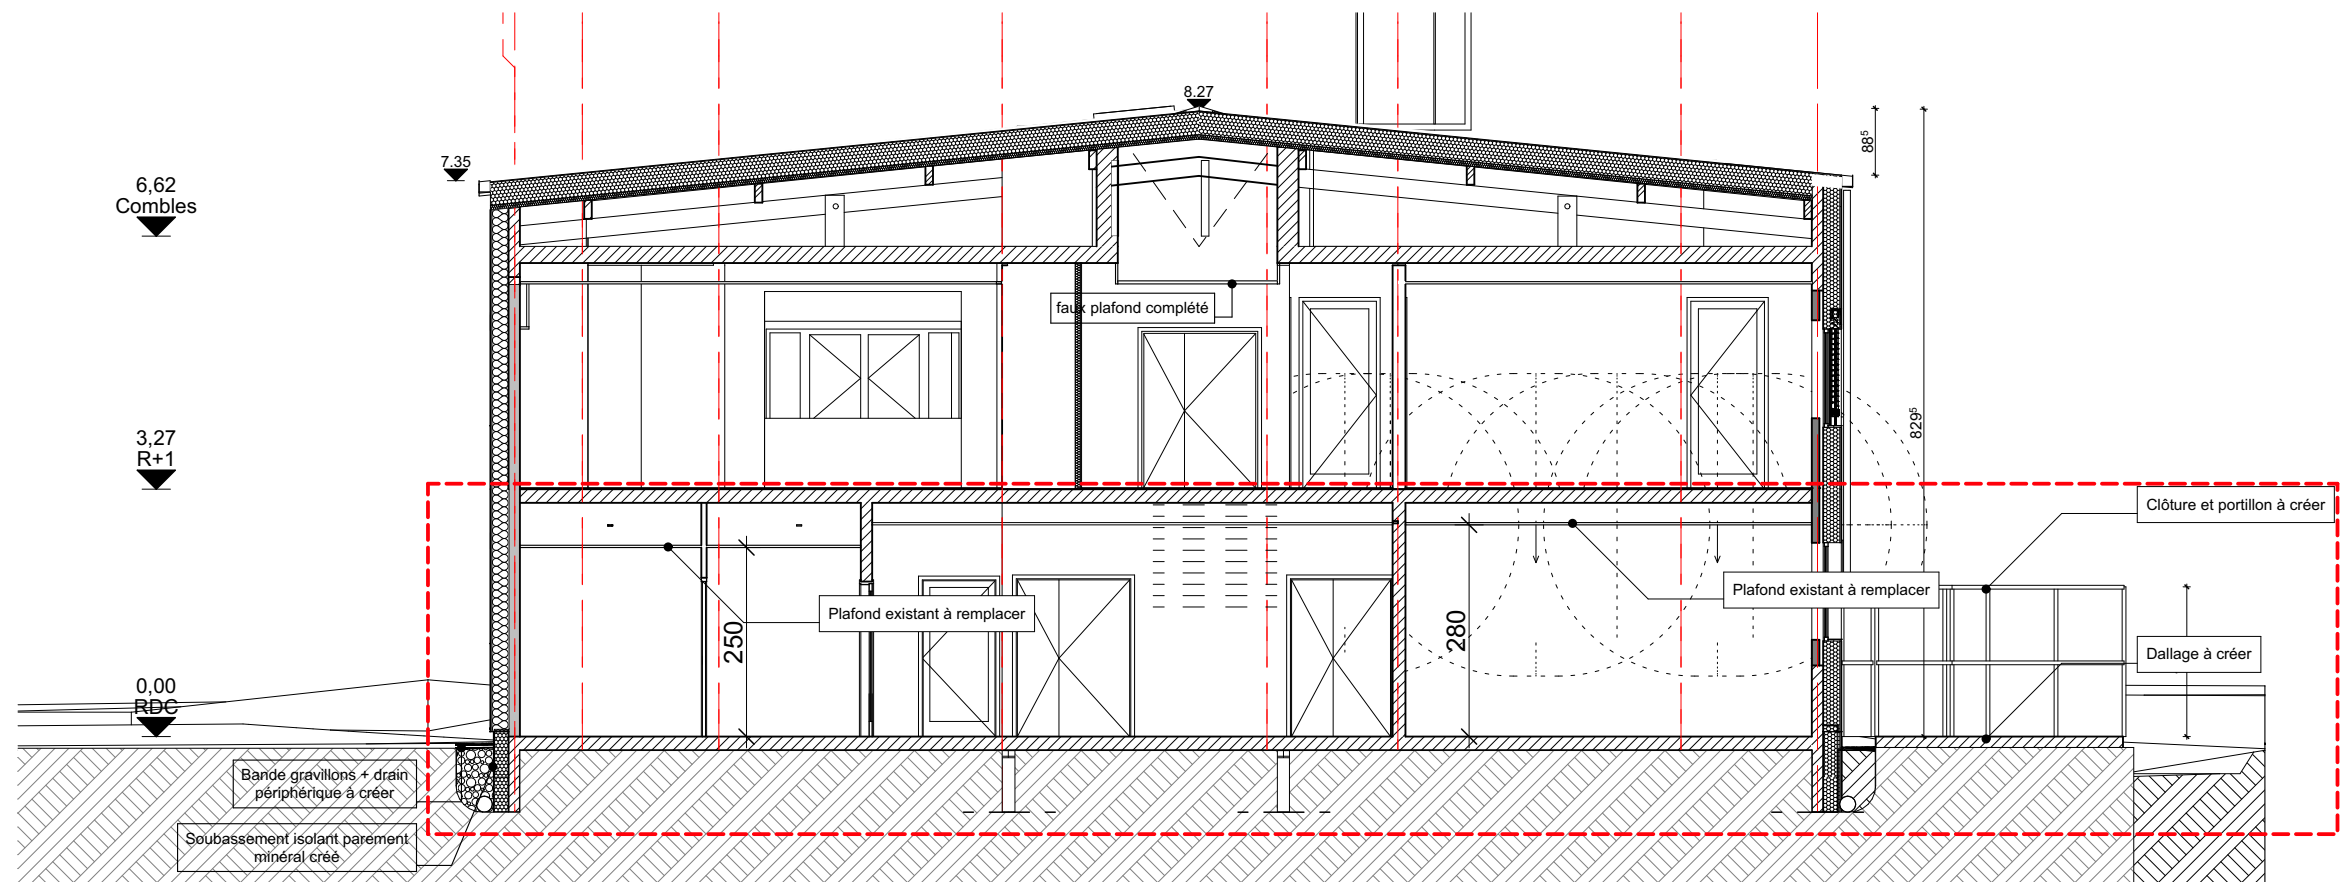 8.27
88⁵
7.35
6,62
Combles
faux plafond complété
829⁵
3,27
R+1
Clôture et portillon à créer
Plafond existant à remplacer
Plafond existant à remplacer
250
280
Dallage à créer
0,00
RDC
Bande gravillons + drain
périphérique à créer
Soubassement isolant parement
minéral créé